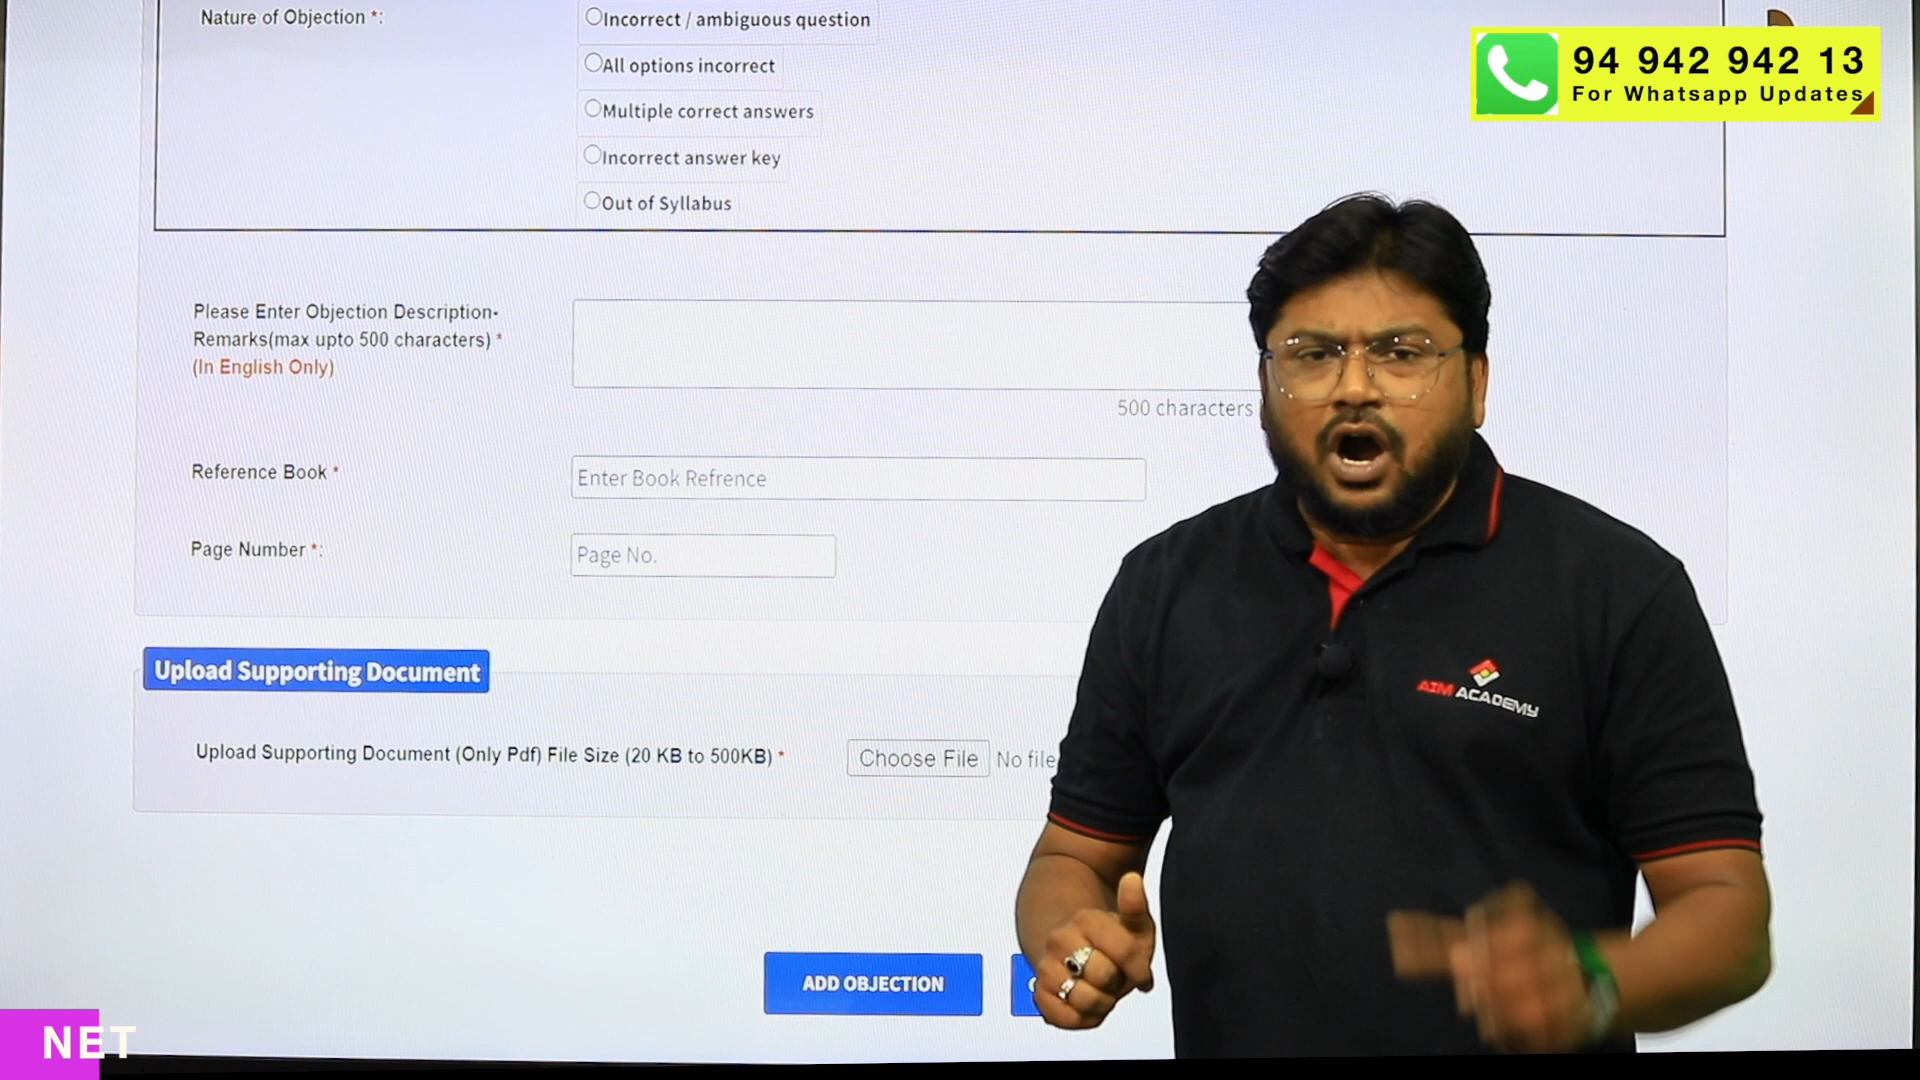 Nature of Objection *:
Incorrect / ambiguous question
All options incorrect
Multiple correct answers
Incorrect answer key
Out of Syllabus
94 942 942 13
For Whatsapp Updates
Please Enter Objection Description-
Remarks(max upto 500 characters) *
(In English Only)
500 characters
Reference Book *
Enter Book Refrence
Page Number *:
Page No.
Upload Supporting Document
Upload Supporting Document (Only Pdf) File Size (20 KB to 500KB) *
Choose File No file
ADD OBJECTION
AIM ACADEMY
NET